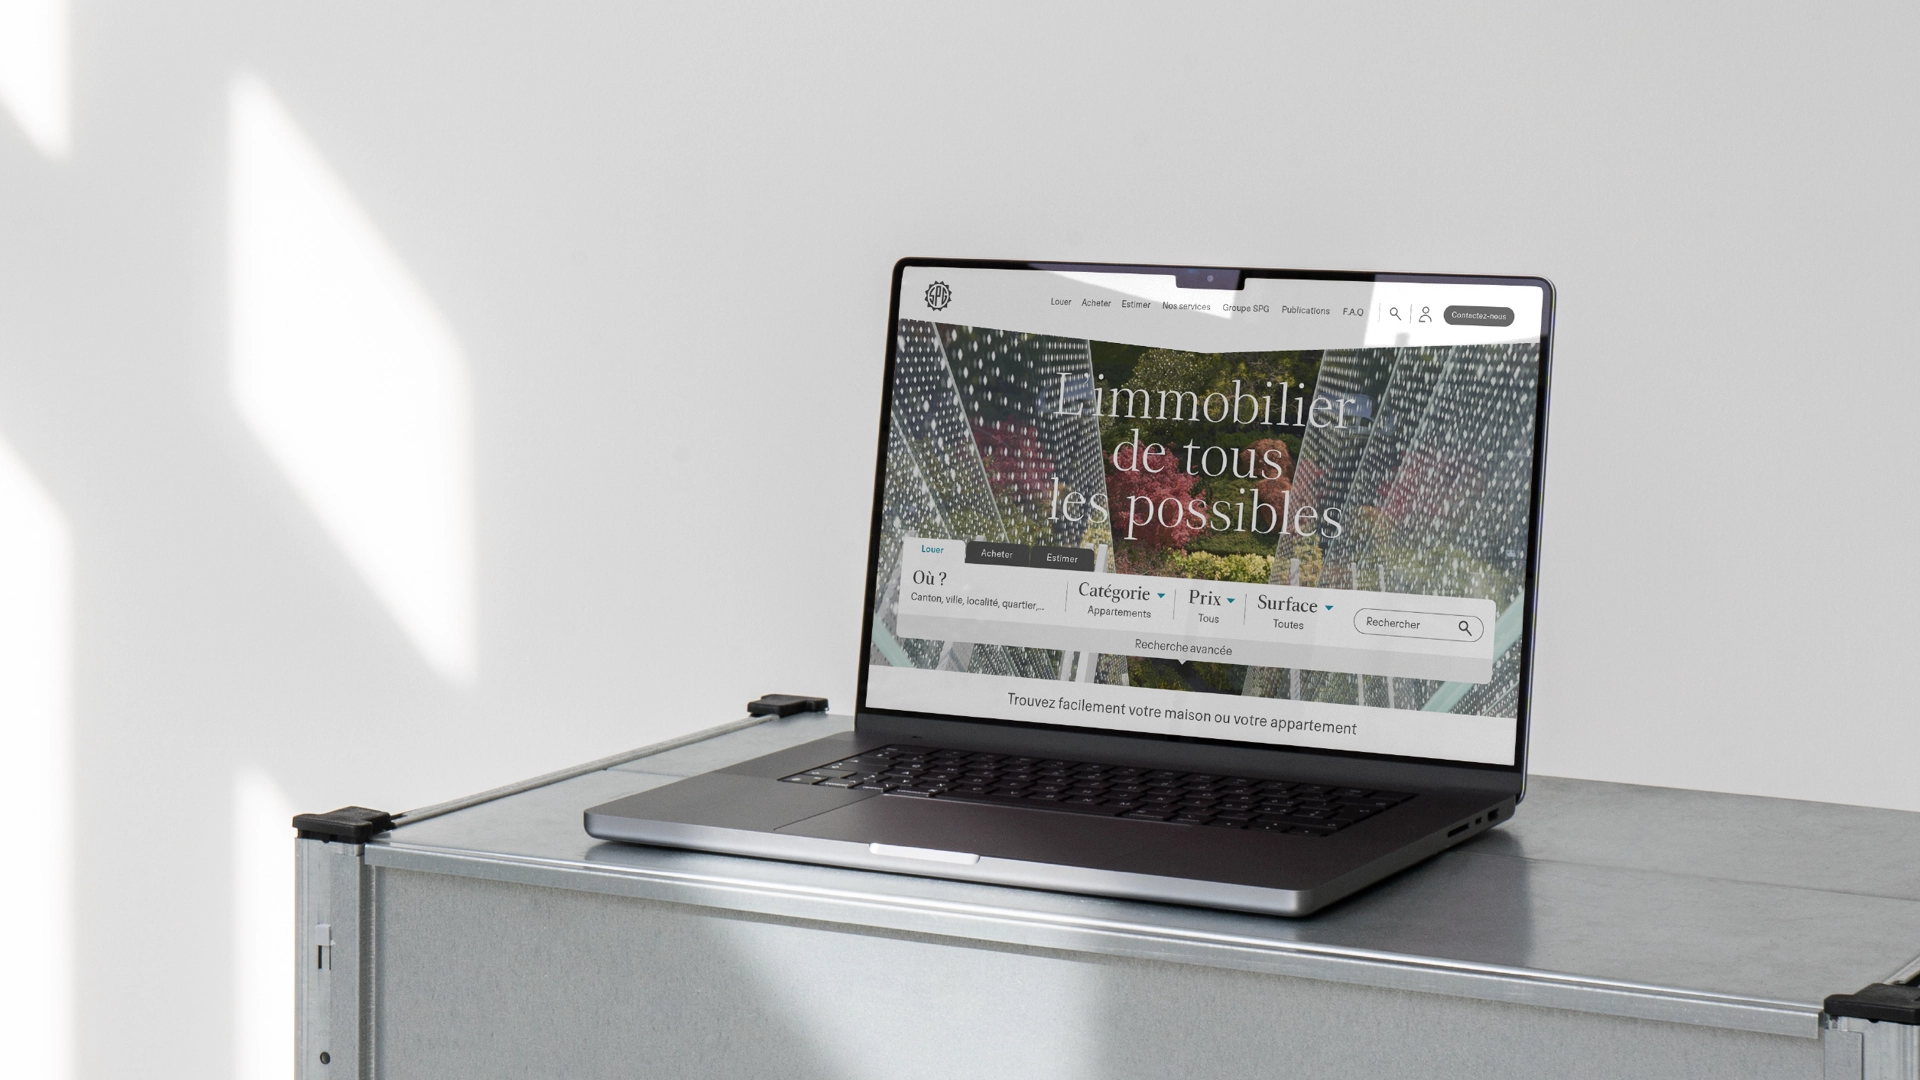 SPG
Louer Acheter Estimer Nos services Groupe SPG Publications F.A.Q Contactez-nous
L'immobilier
de tous
les possibles
Louer Acheter Estimer
Où ? Catégorie Prix Surface
Canton, ville, localité, quartier,... Appartements Tous Toutes Rechercher
Recherche avancée
Trouvez facilement votre maison ou votre appartement